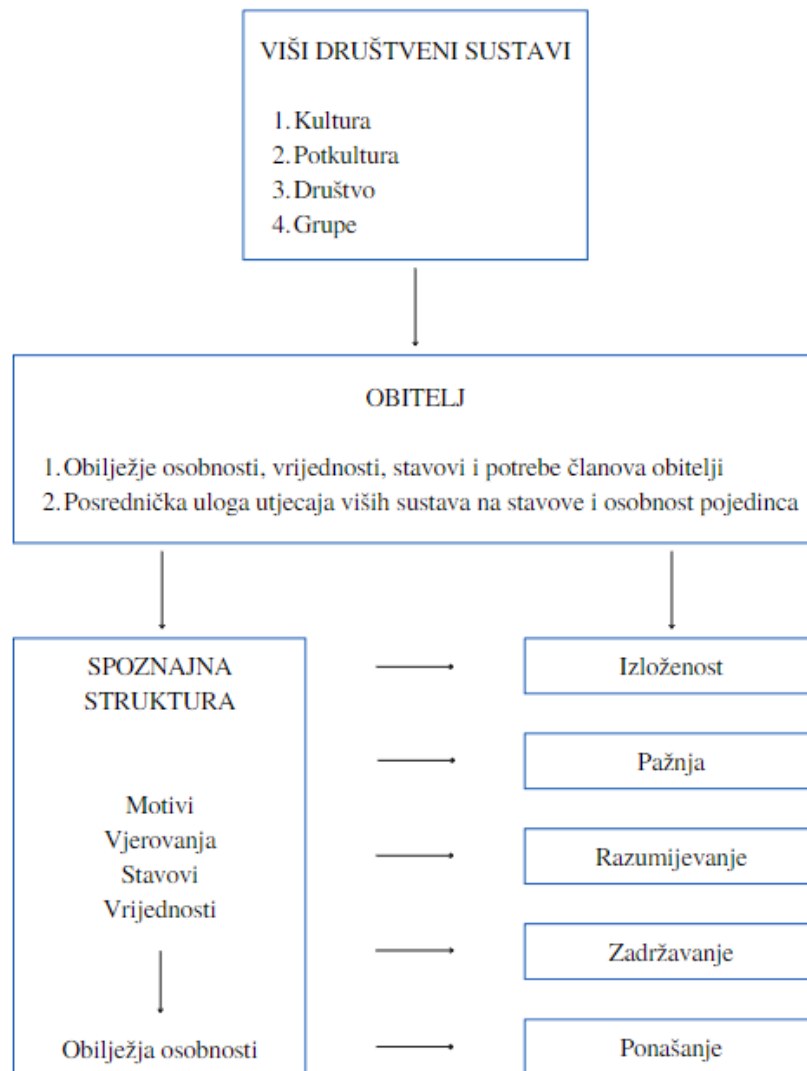 VIŠI DRUŠTVENI SUSTAVI
1. Kultura
2. Potkultura
3. Društvo
4. Grupe
OBITELJ
1. Obilježje osobnosti, vrijednosti, stavovi i potrebe članova obitelji
2. Posrednička uloga utjecaja viših sustava na stavove i osobnost pojedinca
SPOZNAJNA
STRUKTURA
Motivi
Vjerovanja
Stavovi
Vrijednosti
Obilježja osobnosti
Izloženost
Pažnja
Razumijevanje
Zadržavanje
Ponašanje